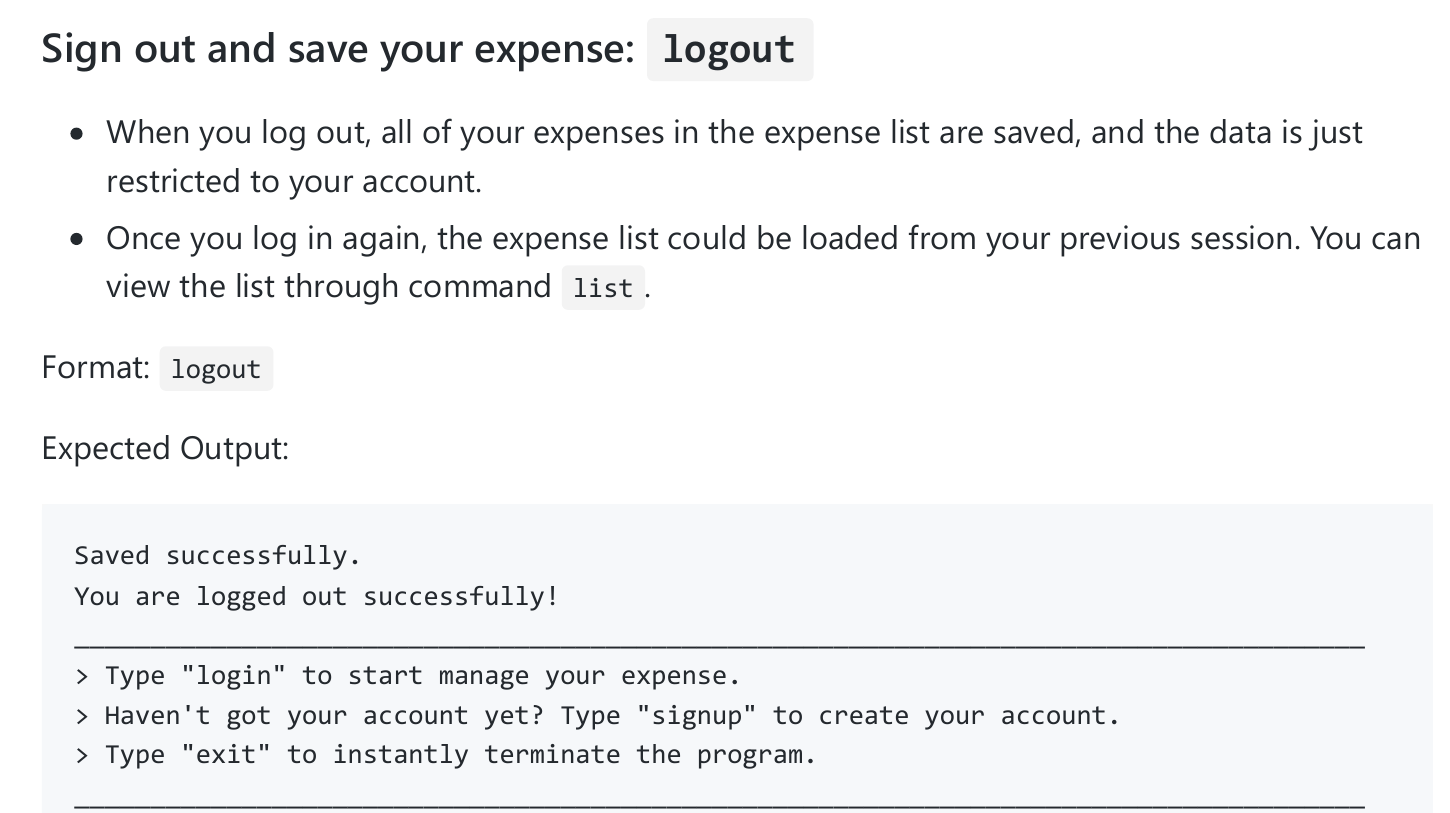 Sign out and save your expense: logout
• When you log out, all of your expenses in the expense list are saved, and the data is just
restricted to your account.
• Once you log in again, the expense list could be loaded from your previous session. You can
view the list through command list.
Format: logout
Expected Output:
Saved successfully.
You are logged out successfully!
> Type "login" to start manage your expense.
> Haven't got your account yet? Type "signup" to create your account.
> Type "exit" to instantly terminate the program.